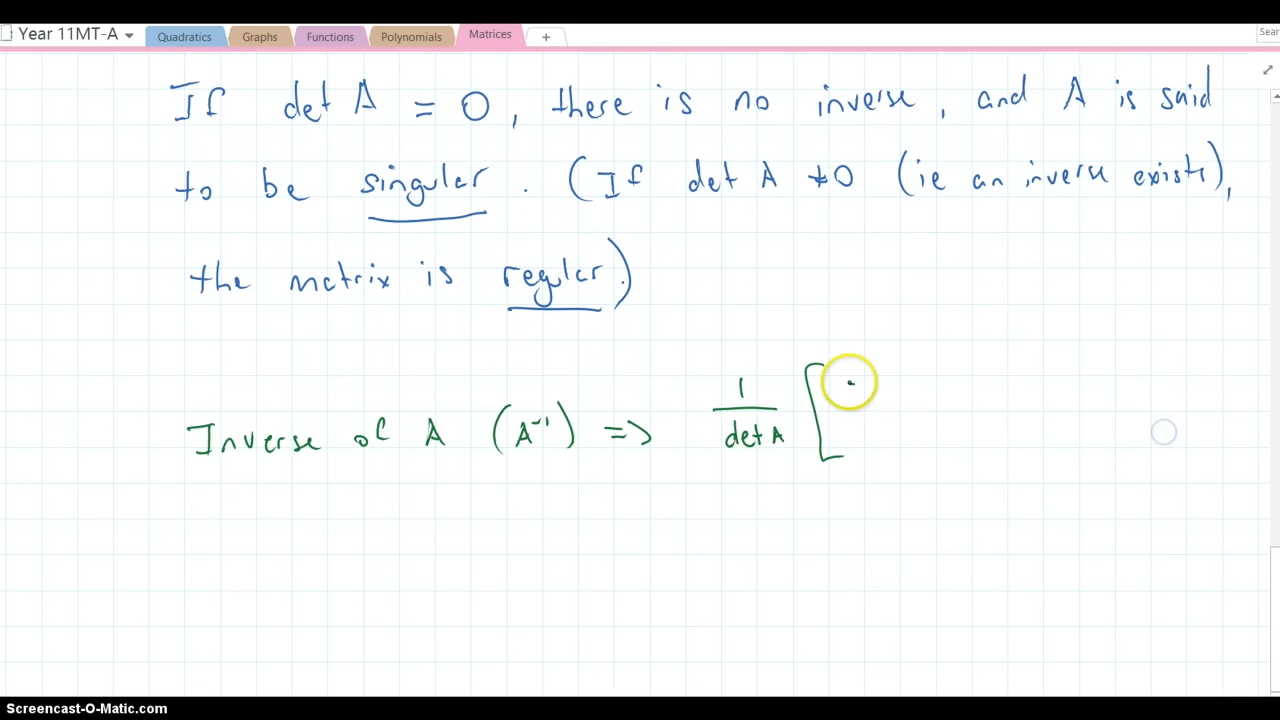 Year 11MT-A Quadratics Graphs Functions Polynomials Matrices + Sear
If det A = 0, there is no inverse, and A is said
to be singular. (If det A ≠0 (ie an inverse exists),
the matrix is regular.)
Inverse of A (A⁻¹) => 1/det A [
Screencast-O-Matic.com